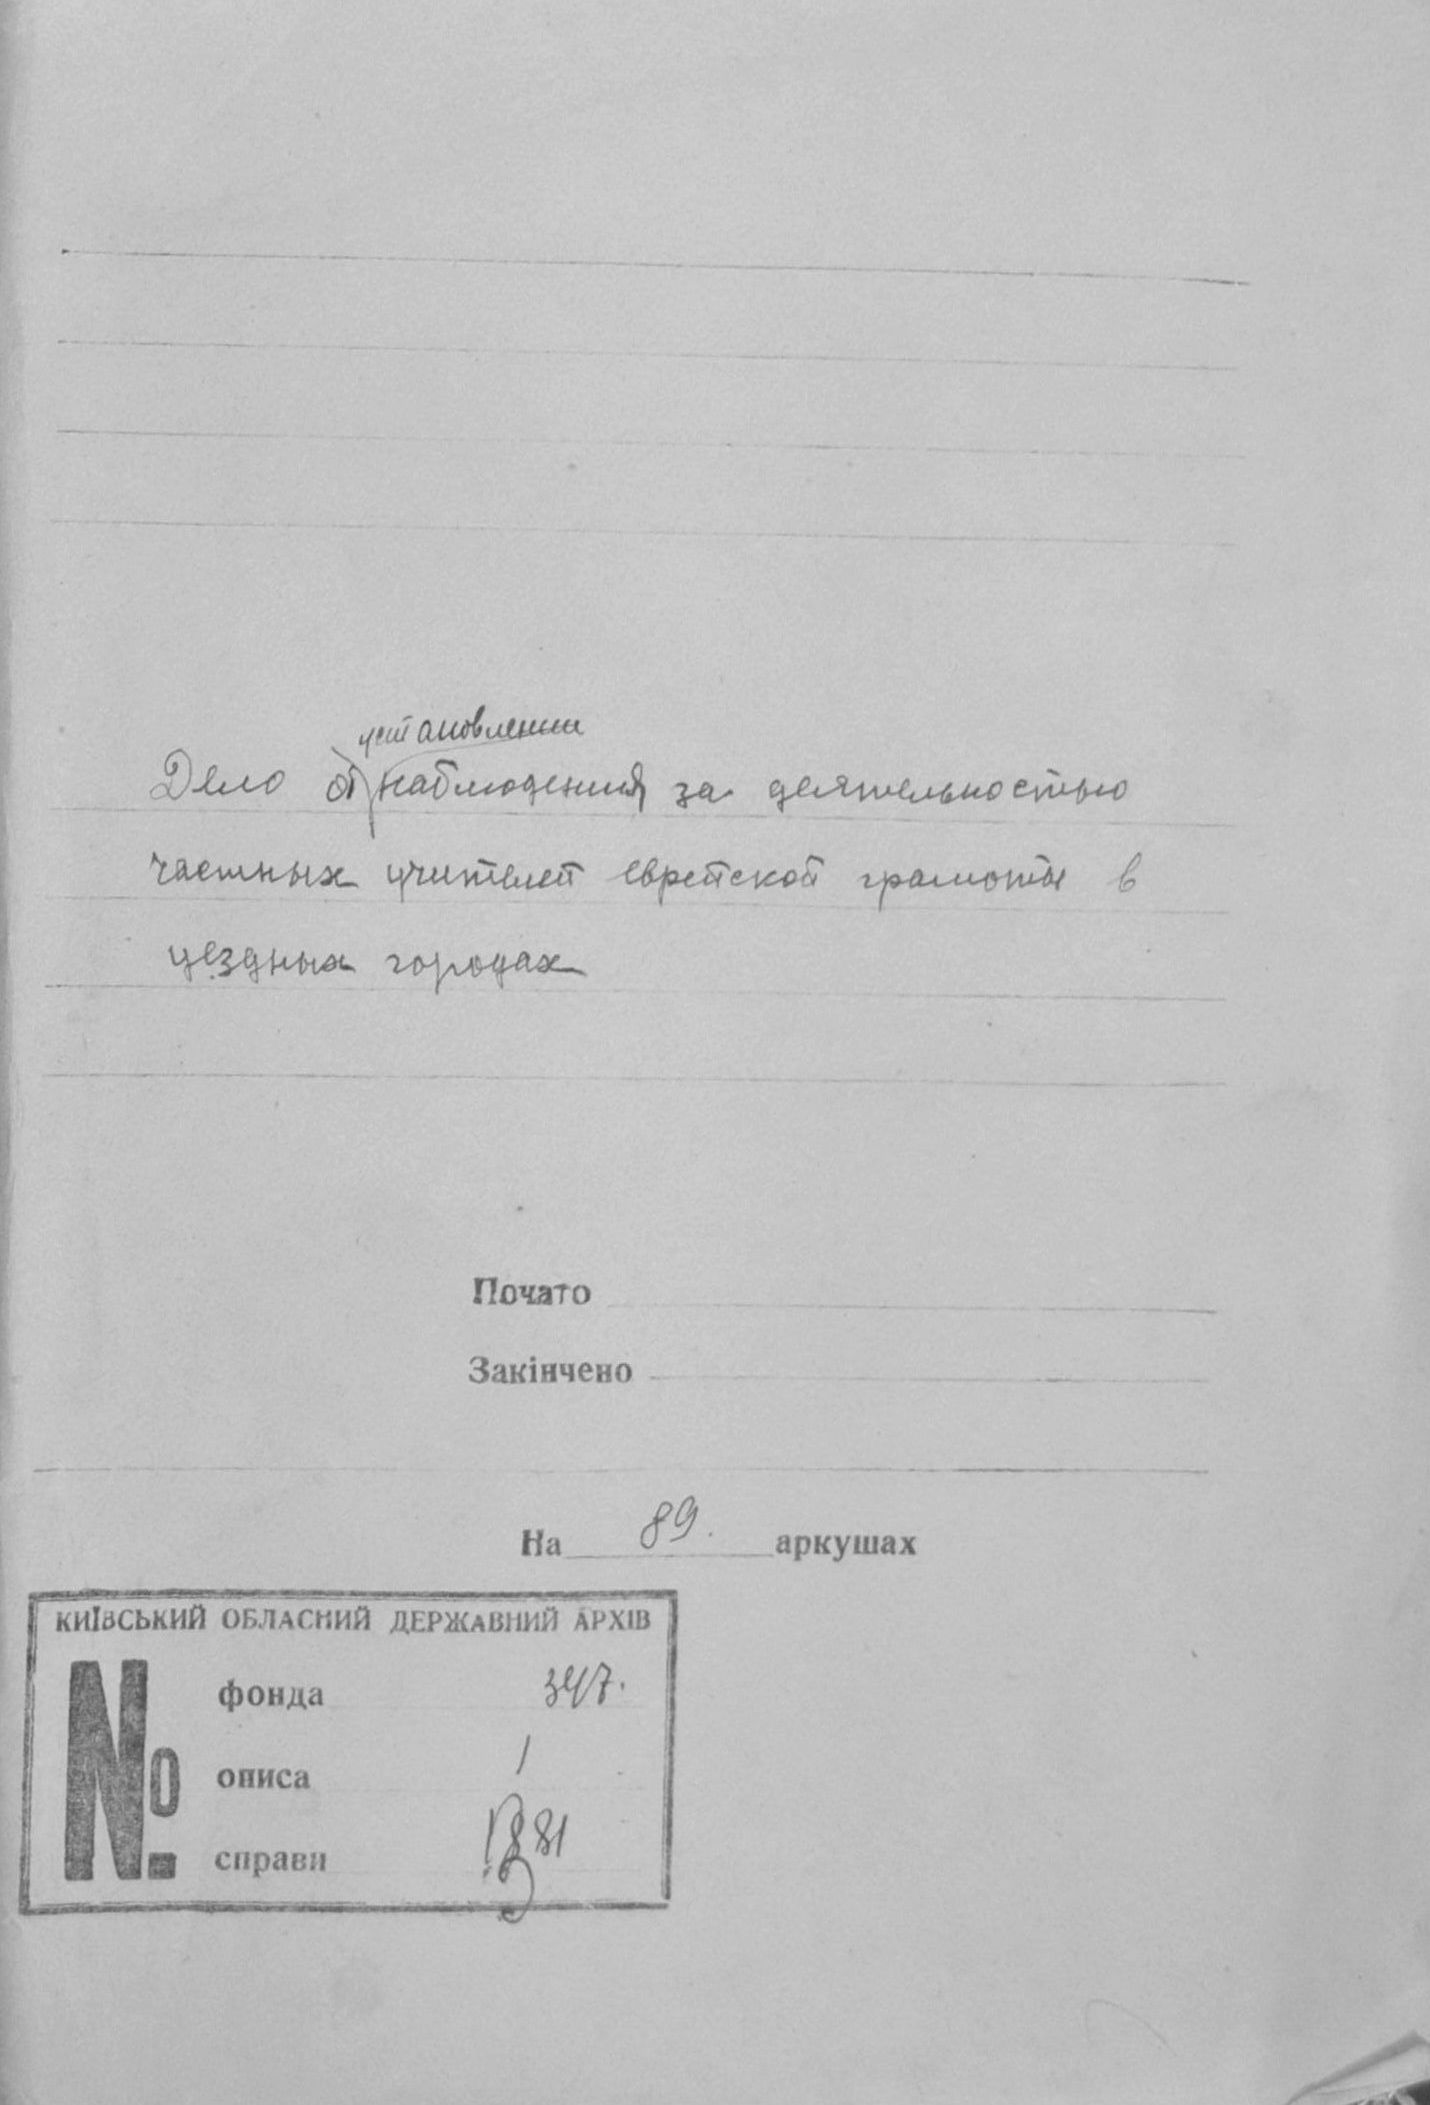 установлении
Дело об наблюдения за деятельностью
частных учителей еврейской грамоты в
уездных городах
Почато
Закінчено
На 89. аркушах
КИЇВСЬКИЙ ОБЛАСНИЙ ДЕРЖАВНИЙ АРХІВ
№ фонда 347.
описа 1
справи